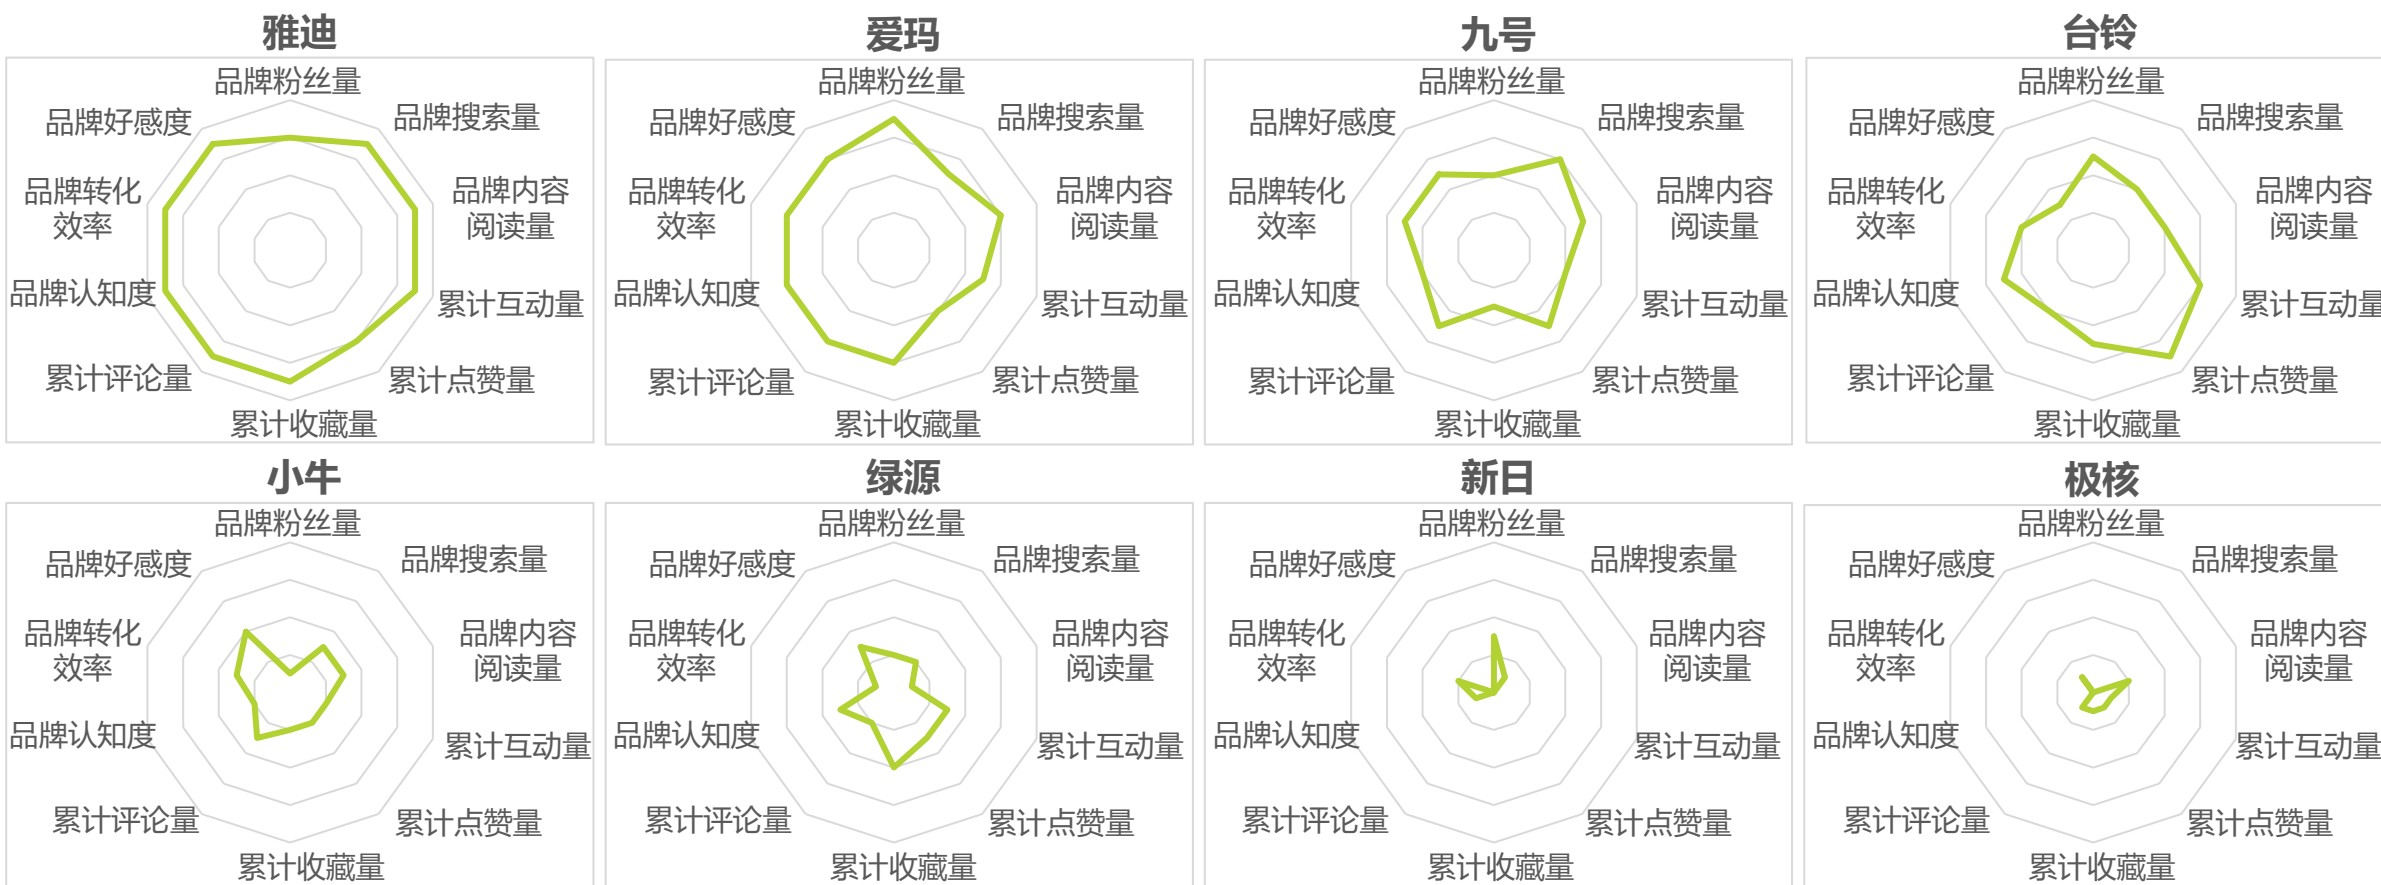 雅迪
品牌粉丝量
品牌搜索量
品牌内容
阅读量
累计互动量
累计点赞量
累计收藏量
累计评论量
品牌认知度
品牌转化
效率
品牌好感度
爱玛
品牌粉丝量
品牌搜索量
品牌内容
阅读量
累计互动量
累计点赞量
累计收藏量
累计评论量
品牌认知度
品牌转化
效率
品牌好感度
九号
品牌粉丝量
品牌搜索量
品牌内容
阅读量
累计互动量
累计点赞量
累计收藏量
累计评论量
品牌认知度
品牌转化
效率
品牌好感度
台铃
品牌粉丝量
品牌搜索量
品牌内容
阅读量
累计互动量
累计点赞量
累计收藏量
累计评论量
品牌认知度
品牌转化
效率
品牌好感度
小牛
品牌粉丝量
品牌搜索量
品牌内容
阅读量
累计互动量
累计点赞量
累计收藏量
累计评论量
品牌认知度
品牌转化
效率
品牌好感度
绿源
品牌粉丝量
品牌搜索量
品牌内容
阅读量
累计互动量
累计点赞量
累计收藏量
累计评论量
品牌认知度
品牌转化
效率
品牌好感度
新日
品牌粉丝量
品牌搜索量
品牌内容
阅读量
累计互动量
累计点赞量
累计收藏量
累计评论量
品牌认知度
品牌转化
效率
品牌好感度
极核
品牌粉丝量
品牌搜索量
品牌内容
阅读量
累计互动量
累计点赞量
累计收藏量
累计评论量
品牌认知度
品牌转化
效率
品牌好感度